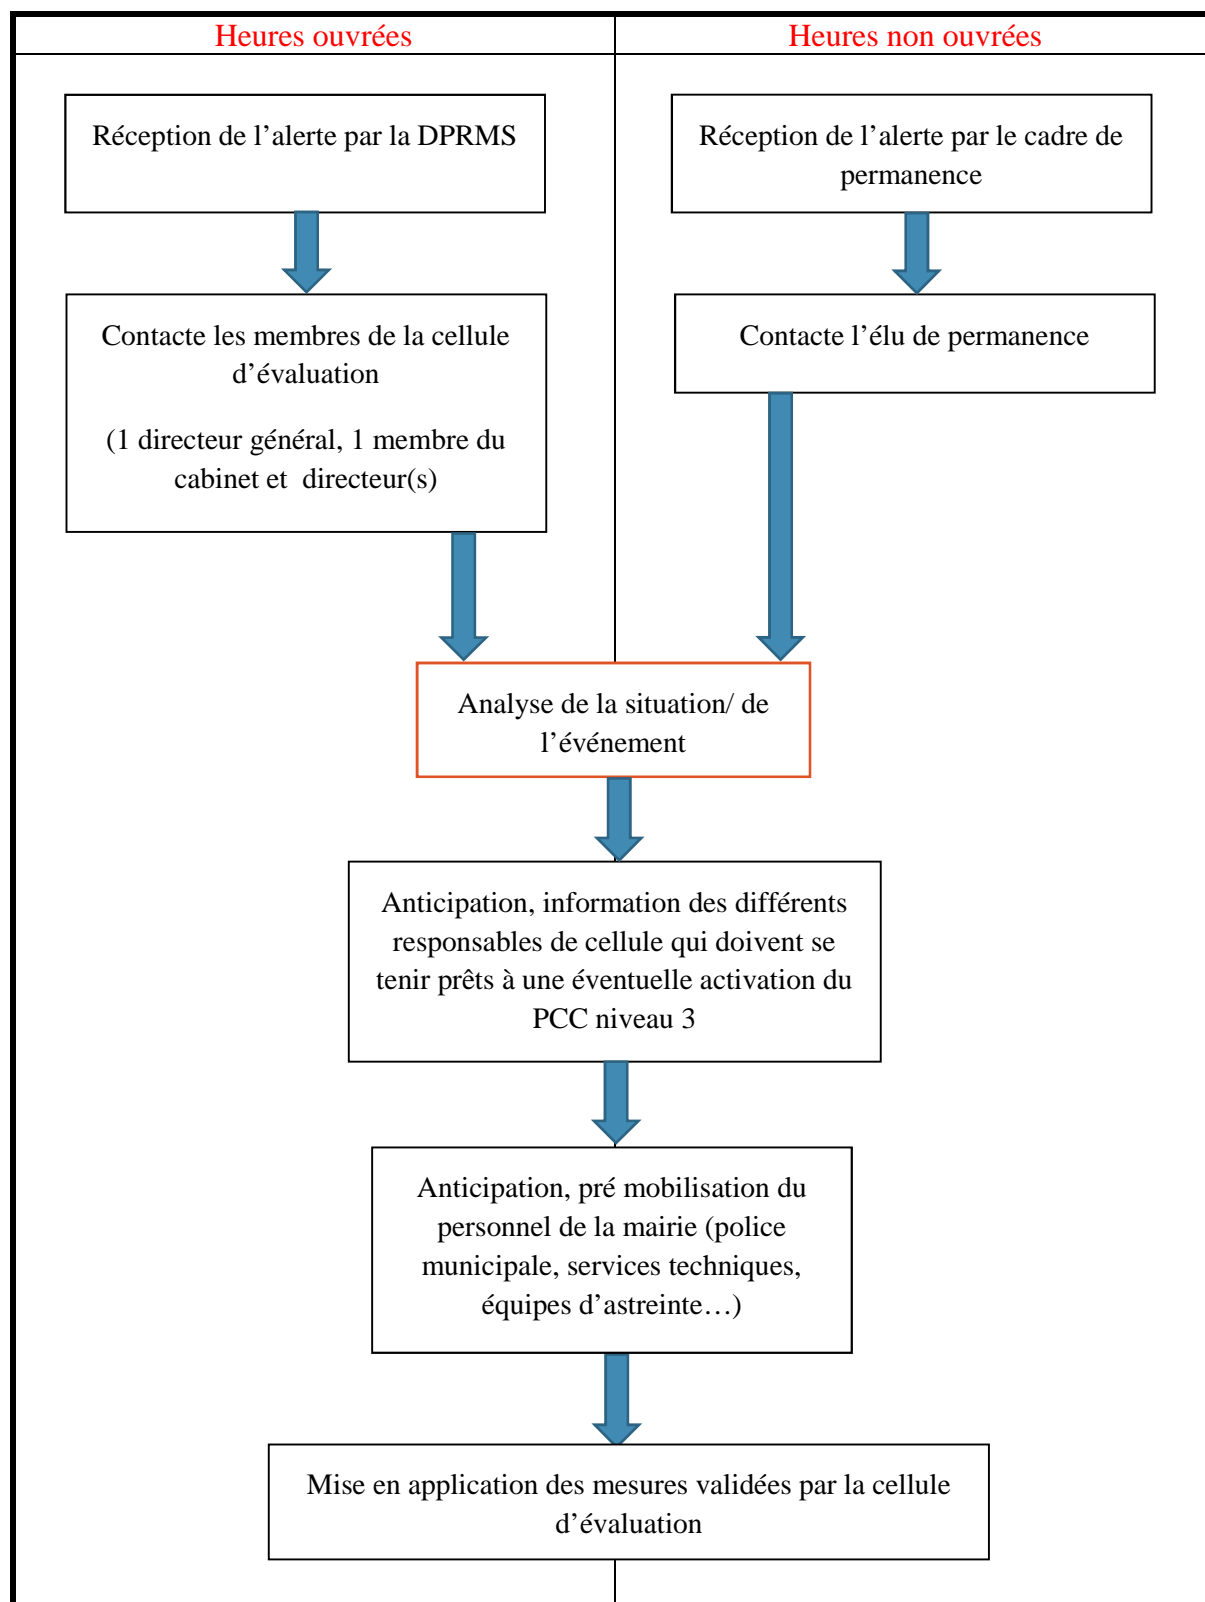 Heures ouvrées
Heures non ouvrées
Réception de l’alerte par la DPRMS
Réception de l’alerte par le cadre de
permanence
Contacte les membres de la cellule
d’évaluation
(1 directeur général, 1 membre du
cabinet et  directeur(s)
Contacte l’élu de permanence
Analyse de la situation/ de
l’événement
Anticipation, information des différents
responsables de cellule qui doivent se
tenir prêts à une éventuelle activation du
PCC niveau 3
Anticipation, pré mobilisation du
personnel de la mairie (police
municipale, services techniques,
équipes d’astreinte…)
Mise en application des mesures validées par la cellule
d’évaluation